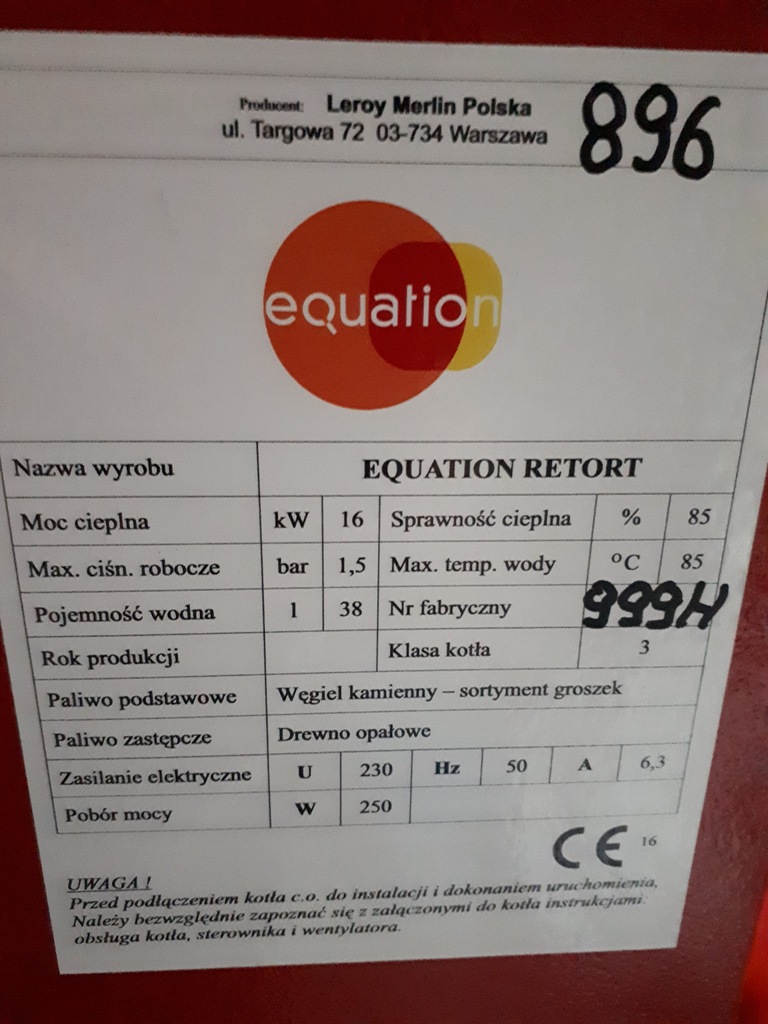 Producent: Leroy Merlin Polska
ul. Targowa 72 03-734 Warszawa
896
equation
Nazwa wyrobu EQUATION RETORT
Moc cieplna kW 16 Sprawność cieplna % 85
Max. ciśn. robocze bar 1,5 Max. temp. wody °C 85
Pojemność wodna l 38 Nr fabryczny 999H
Rok produkcji Klasa kotła 3
Paliwo podstawowe Węgiel kamienny – sortyment groszek
Paliwo zastępcze Drewno opałowe
Zasilanie elektryczne U 230 Hz 50 A 6,3
Pobór mocy W 250
CE 16
UWAGA !
Przed podłączeniem kotła c.o. do instalacji i dokonaniem uruchomienia,
Należy bezwzględnie zapoznać się z załączonymi do kotła instrukcjami:
obsługa kotła, sterownika i wentylatora.